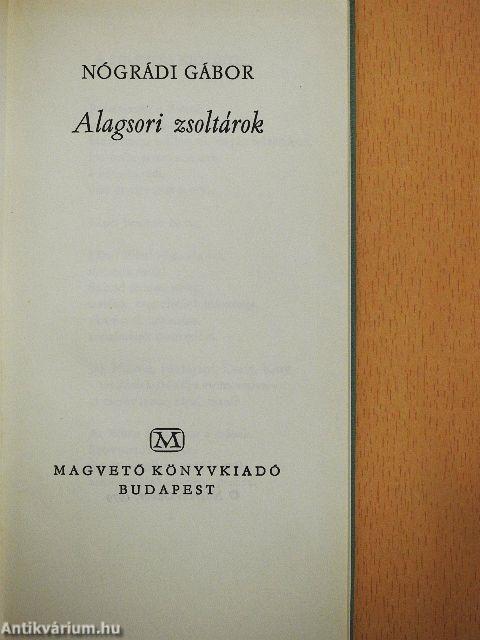 NÓGRÁDI GÁBOR
Alagsori zsoltárok
M
MAGVETŐ KÖNYVKIADÓ
BUDAPEST
Antikvárium.hu